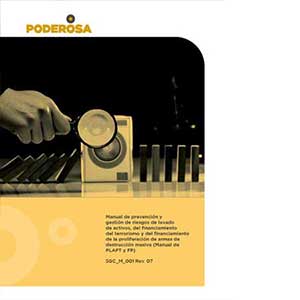 PODEROSA
Manual de prevención y
gestión de riesgos de lavado
de activos, del financiamiento
del terrorismo y del financiamiento
de la proliferación de armas de
destrucción masiva (Manual de
PLAFT y FP)
SGC_M_001 Rev 07